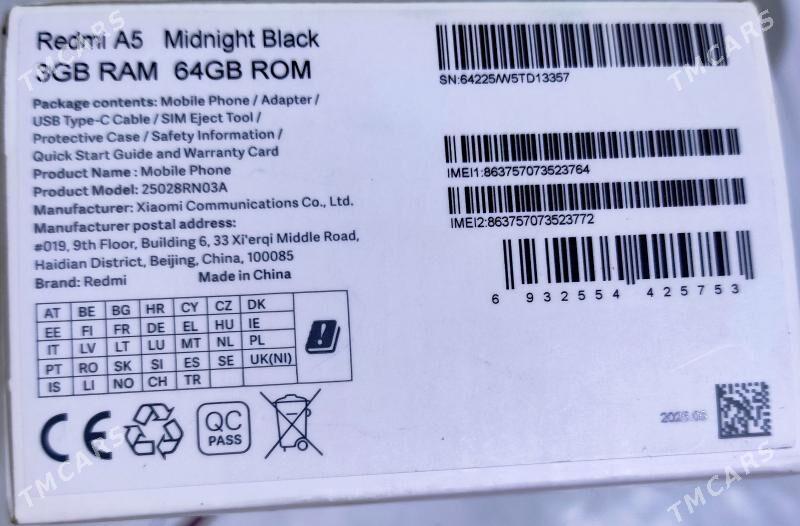 Redmi A5 Midnight Black
3GB RAM 64GB ROM
Package contents: Mobile Phone / Adapter /
USB Type-C Cable / SIM Eject Tool /
Protective Case / Safety Information /
Quick Start Guide and Warranty Card
Product Name : Mobile Phone
Product Model: 25028RN03A
Manufacturer: Xiaomi Communications Co., Ltd.
Manufacturer postal address:
#019, 9th Floor, Building 6, 33 Xi'erqi Middle Road,
Haidian District, Beijing, China, 100085
Brand: Redmi Made in China
AT BE BG HR CY CZ DK
EE FI FR DE EL HU IE
IT LV LT LU MT NL PL
PT RO SK SI ES SE UK(NI)
IS LI NO CH TR
CE
QC
PASS
SN:64225/W5TD13357
IMEI1:863757073523764
IMEI2:863757073523772
6 932554 425753
TMCARS
TMCARS
TMCARS
TMCARS